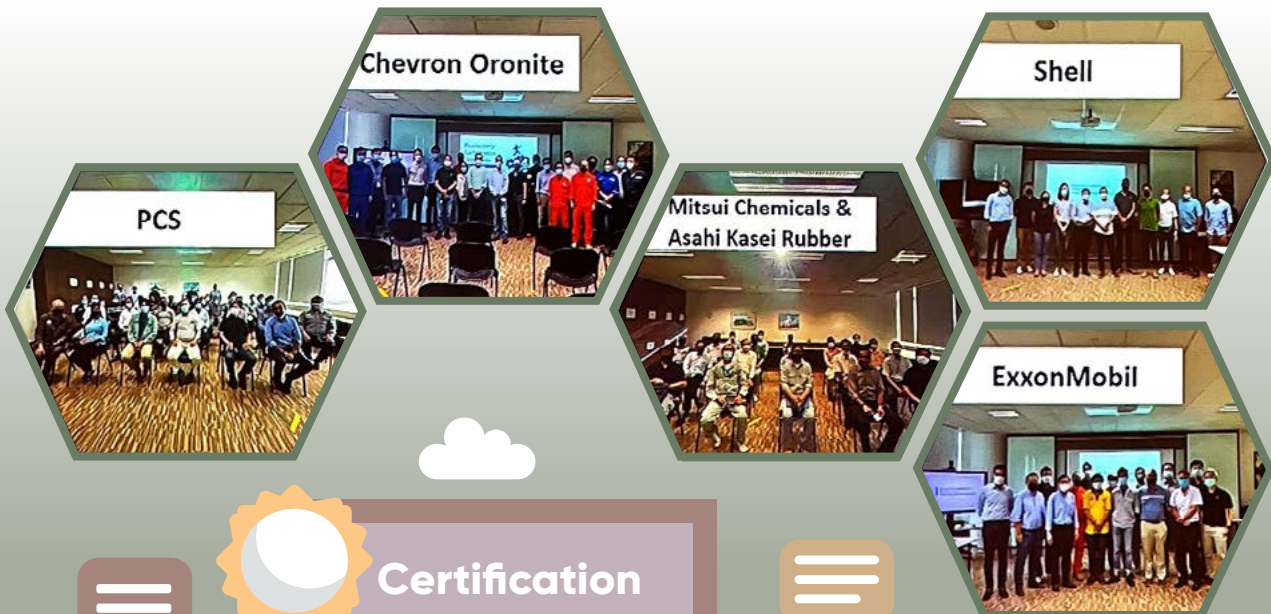 Chevron Oronite
Shell
PCS
Mitsui Chemicals &
Asahi Kasei Rubber
ExxonMobil
Certification